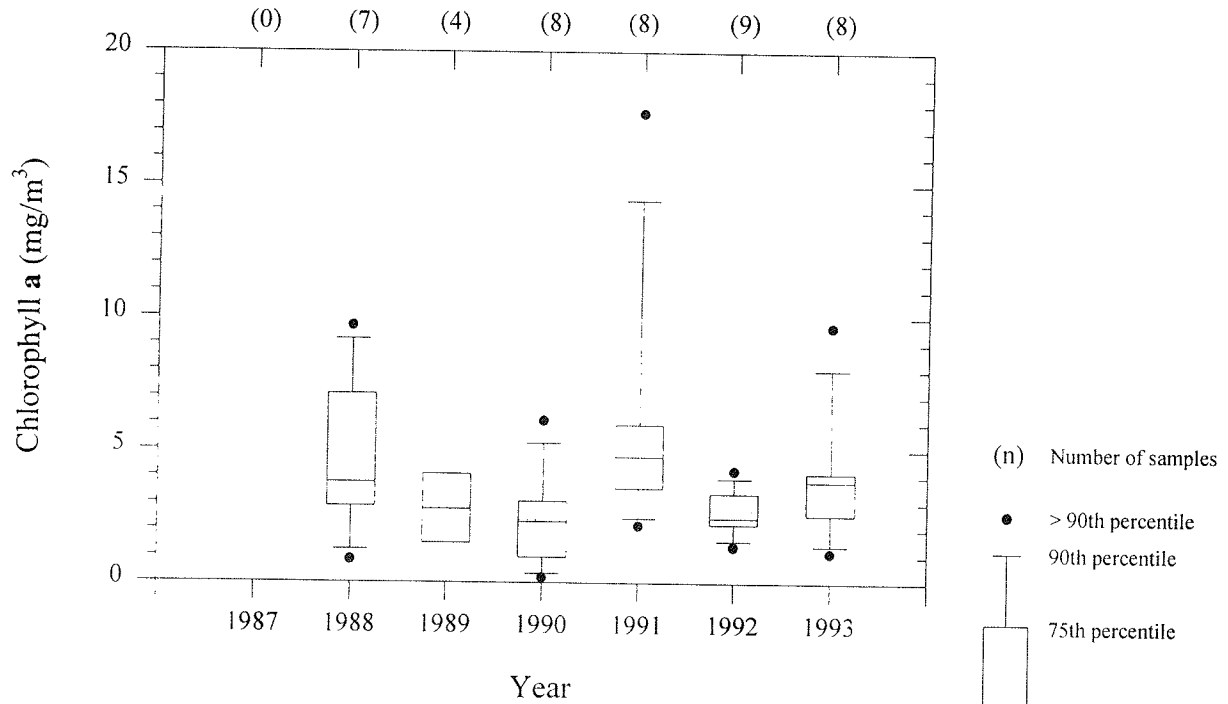 (0) (7) (4) (8) (8) (9) (8)
20
15
10
5
0
Chlorophyll a (mg/m³)
1987 1988 1989 1990 1991 1992 1993
Year
(n) Number of samples
> 90th percentile
90th percentile
75th percentile